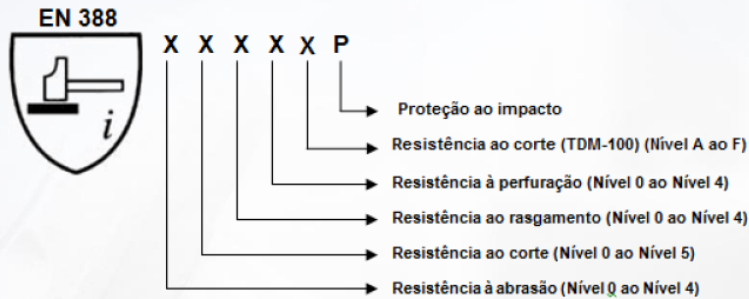 EN 388
X X X X X P
i
Proteção ao impacto
Resistência ao corte (TDM-100) (Nível A ao F)
Resistência à perfuração (Nível 0 ao Nível 4)
Resistência ao rasgamento (Nível 0 ao Nível 4)
Resistência ao corte (Nível 0 ao Nível 5)
Resistência à abrasão (Nível 0 ao Nível 4)